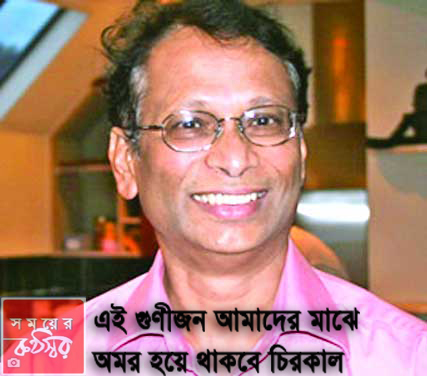 সময়ের
কণ্ঠস্বর
এই গুণীজন আমাদের মাঝে
অমর হয়ে থাকবে চিরকাল